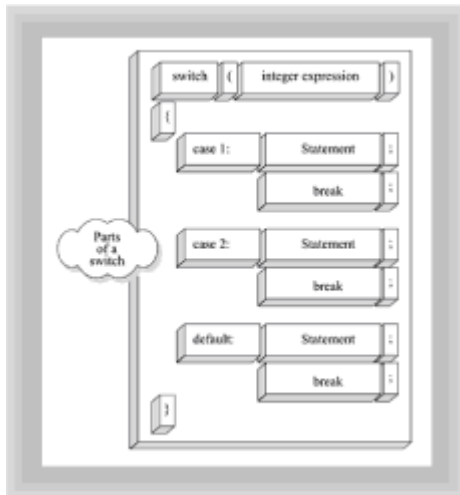 switch ( integer expression )
{
case 1: Statement ;
break ;
Parts
of a
switch
case 2: Statement ;
break ;
default: Statement ;
break ;
}